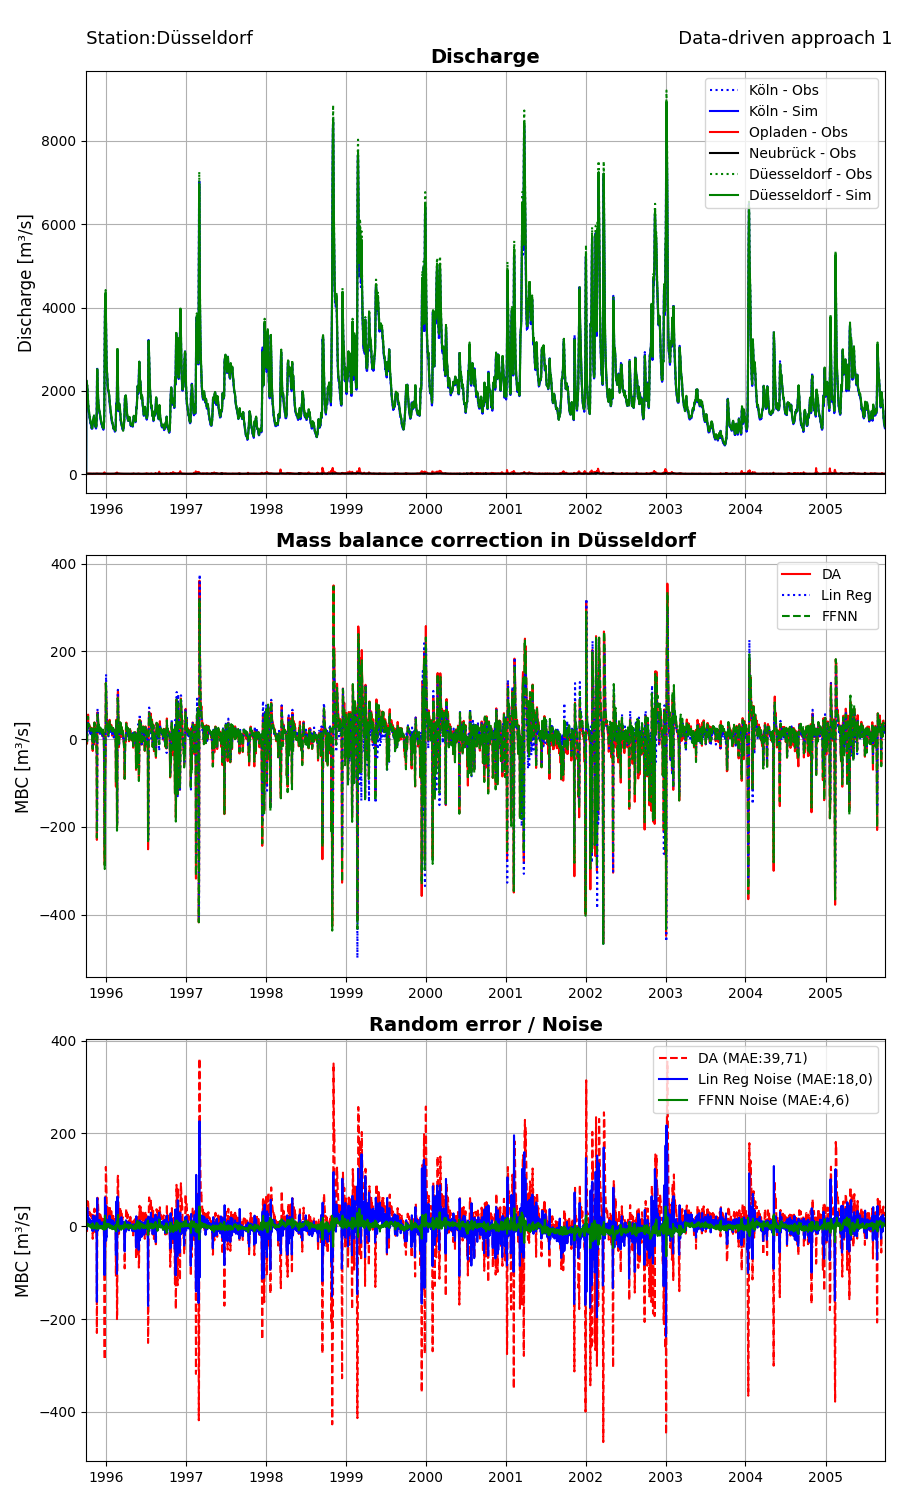 Station:Düsseldorf Data-driven approach 1
Discharge
Köln - Obs
Köln - Sim
Opladen - Obs
Neubrück - Obs
Düesseldorf - Obs
Düesseldorf - Sim
Discharge [m³/s]
8000
6000
4000
2000
0
1996 1997 1998 1999 2000 2001 2002 2003 2004 2005
Mass balance correction in Düsseldorf
DA
Lin Reg
FFNN
MBC [m³/s]
400
200
0
−200
−400
1996 1997 1998 1999 2000 2001 2002 2003 2004 2005
Random error / Noise
DA (MAE:39,71)
Lin Reg Noise (MAE:18,0)
FFNN Noise (MAE:4,6)
MBC [m³/s]
400
200
0
−200
−400
1996 1997 1998 1999 2000 2001 2002 2003 2004 2005